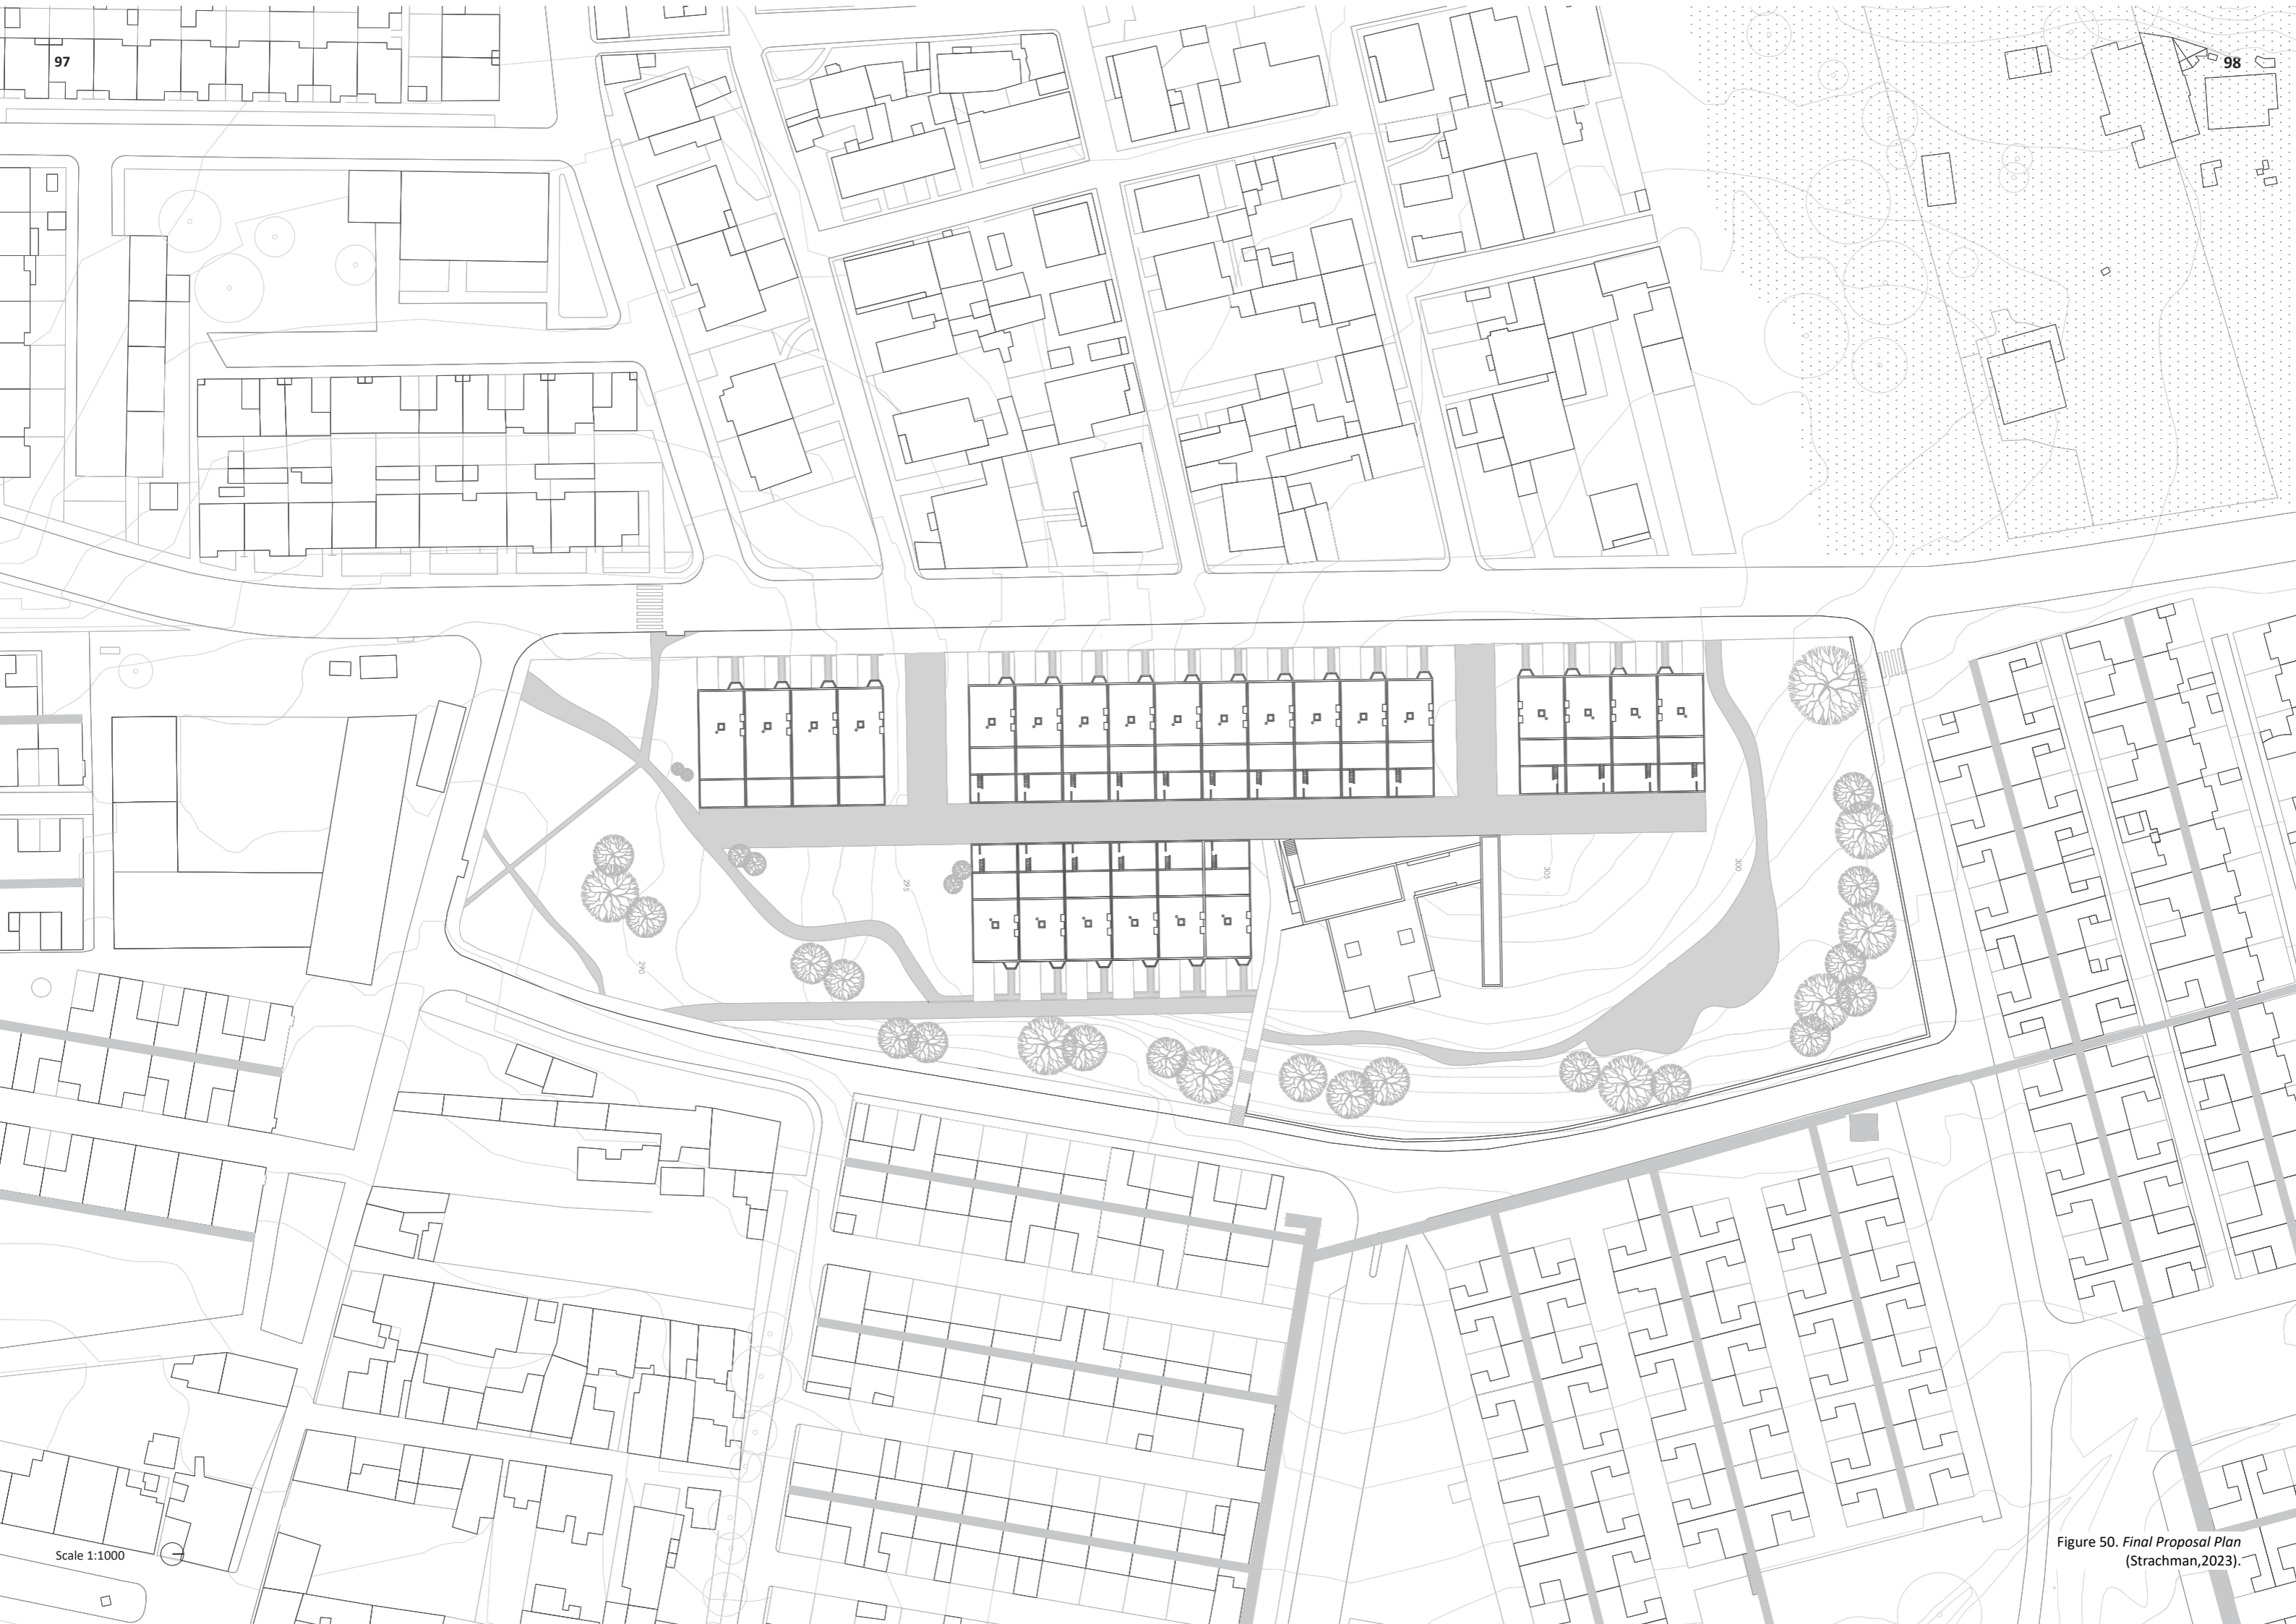 97
98
295
305
300
290
Scale 1:1000
Figure 50. Final Proposal Plan
(Strachman,2023).